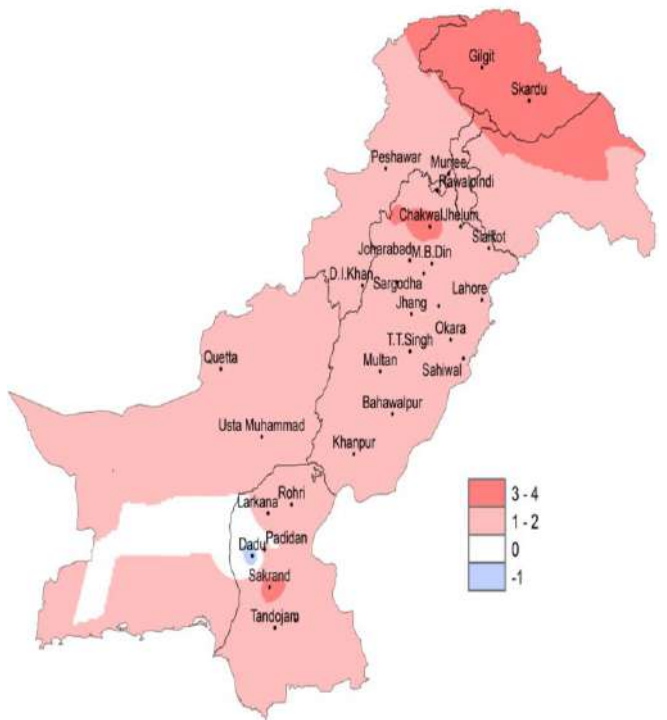 Gilgit
Skardu
Peshawar
Murree
Rawalpindi
Chakwal
Jhelum
Sialkot
Joharabad
M.B.Din
D.I.Khan
Sargodha
Lahore
Jhang
Okara
T.T.Singh
Quetta
Multan
Sahiwal
Bahawalpur
Usta Muhammad
Khanpur
3 - 4
1 - 2
0
-1
Rohri
Larkana
Dadu
Padidan
Sakrand
Tandojam